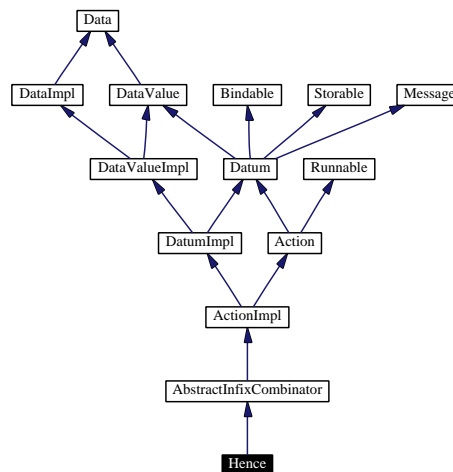 Data
DataImpl
DataValue
Bindable
Storable
Message
DataValueImpl
Datum
Runnable
DatumImpl
Action
ActionImpl
AbstractInfixCombinator
Hence